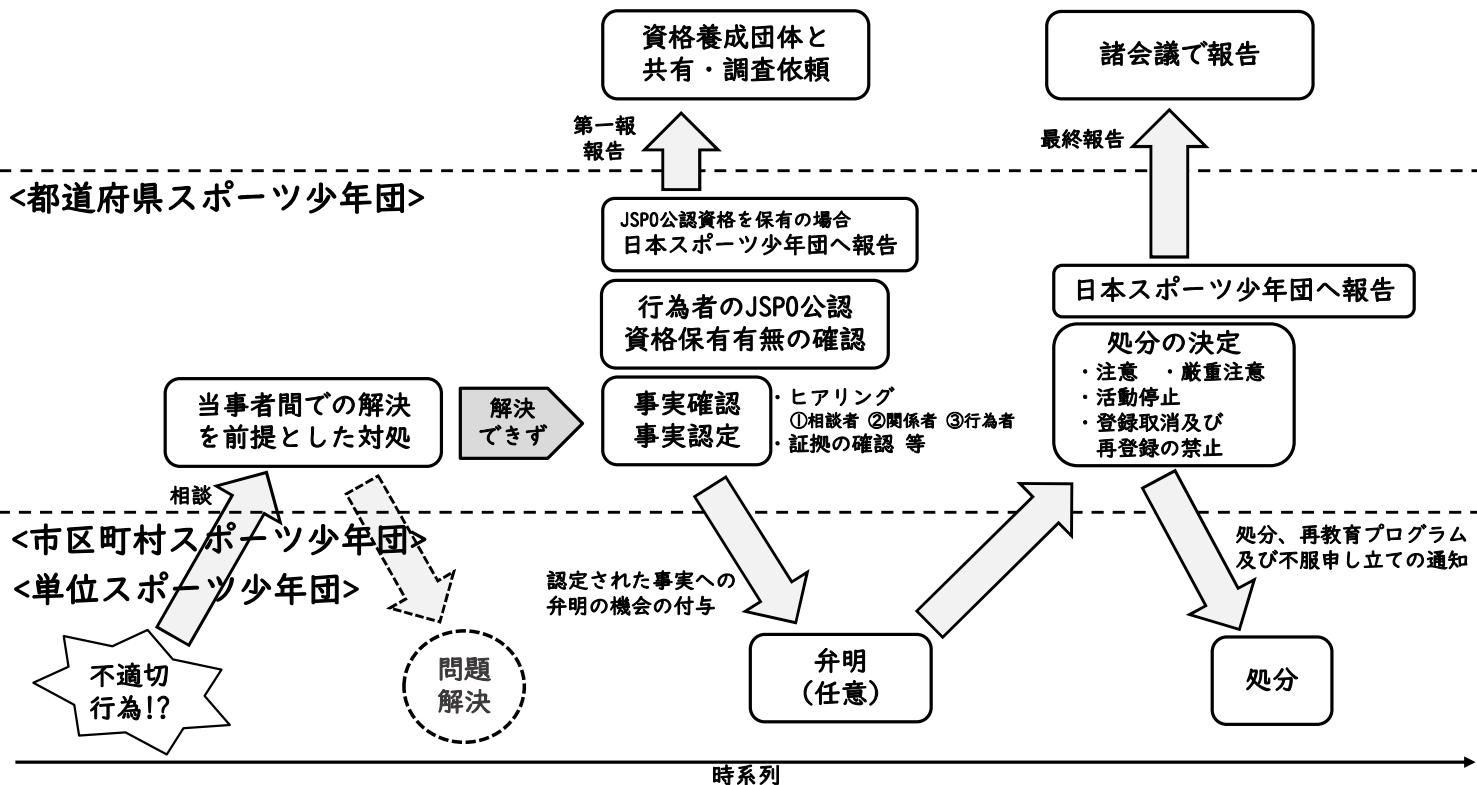 資格養成団体と
共有・調査依頼
諸会議で報告
第一報
報告
最終報告
<都道府県スポーツ少年団>
JSPO公認資格を保有の場合
日本スポーツ少年団へ報告
行為者のJSPO公認
資格保有有無の確認
日本スポーツ少年団へ報告
処分の決定
・注意 ・厳重注意
・活動停止
・登録取消及び
再登録の禁止
当事者間での解決
を前提とした対処
解決
できず
事実確認
事実認定
・ヒアリング
①相談者 ②関係者 ③行為者
・証拠の確認 等
相談
<市区町村スポーツ少年団>
<単位スポーツ少年団>
認定された事実への
弁明の機会の付与
処分、再教育プログラム
及び不服申し立ての通知
不適切
行為!?
問題
解決
弁明
(任意)
処分
時系列